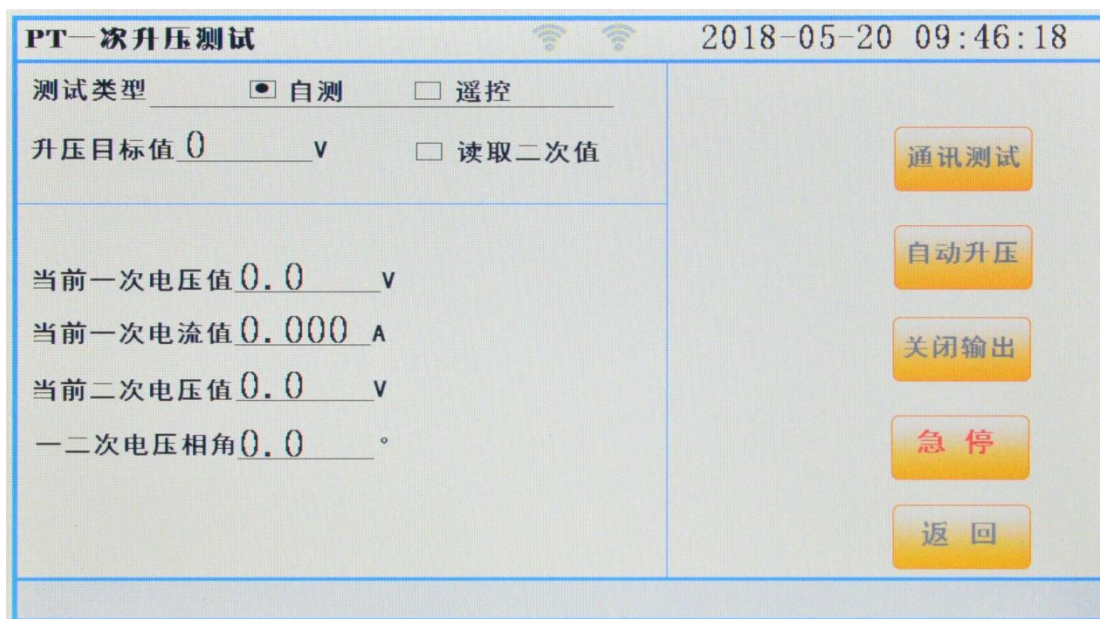 PT一次升压测试 2018-05-20 09:46:18
测试类型 自测 遥控
升压目标值 0 V 读取二次值
通讯测试
自动升压
当前一次电压值 0.0 V
当前一次电流值 0.000 A
关闭输出
当前二次电压值 0.0 V
一二次电压相角 0.0 °
急 停
返 回